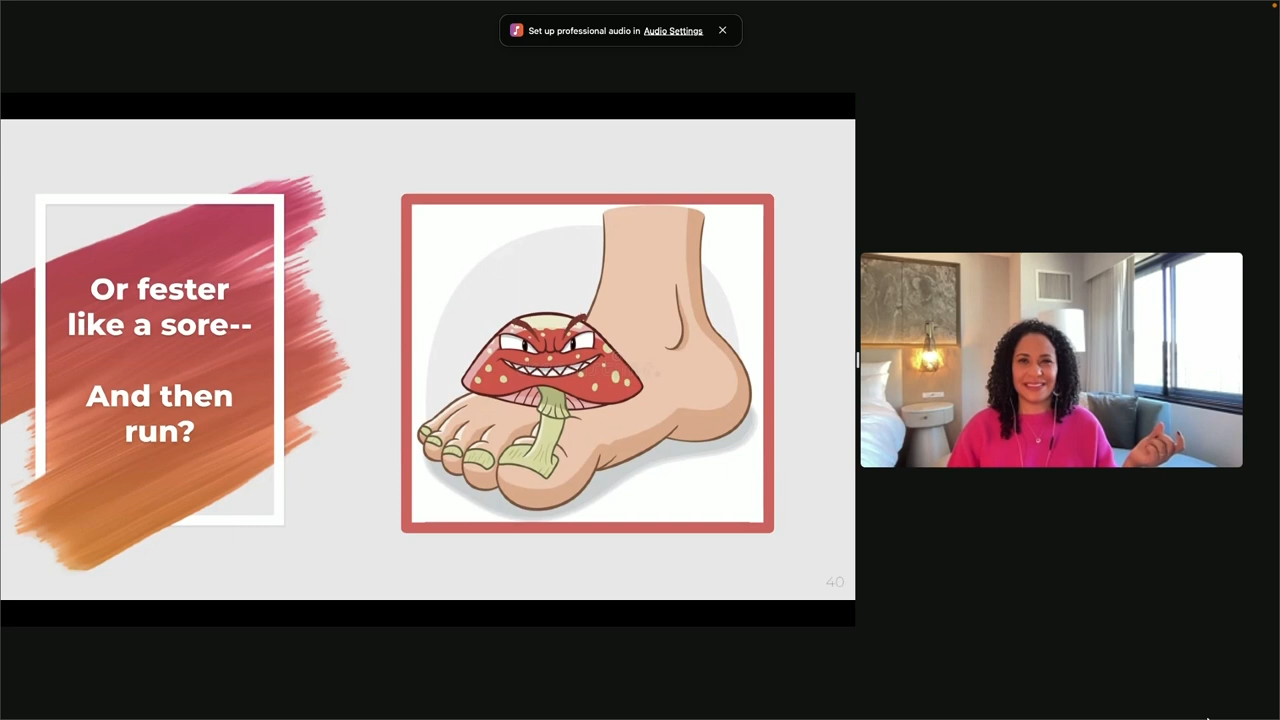 Set up professional audio in Audio Settings
Or fester
like a sore--
And then
run?
40